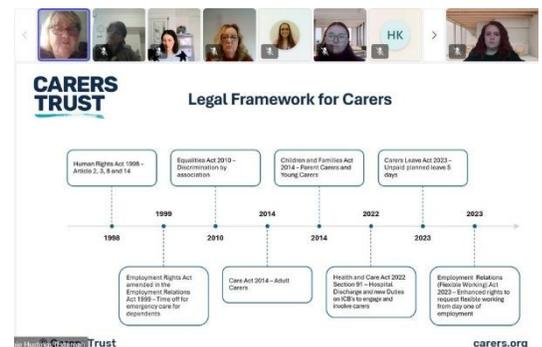 HK
CARERS
TRUST
Legal Framework for Carers
Human Rights Act 1998 –
Article 2, 3, 8 and 14
Equalities Act 2010 –
Discrimination by
association
Children and Families Act
2014 – Parent Carers and
Young Carers
Carers Leave Act 2023 –
Unpaid planned leave 5
days
1999
2014
2022
2023
1998
2010
2014
2023
Employment Rights Act
amended in the
Employment Relations
Act 1999 – Time off for
emergency care for
dependents
Care Act 2014 – Adult
Carers
Health and Care Act 2022
Section 91 – Hospital
Discharge and new Duties
on ICB's to engage and
involve carers
Employment Relations
(Flexible Working) Act
2023 – Enhanced rights to
request flexible working
from day one of
employment
Trust
carers.org